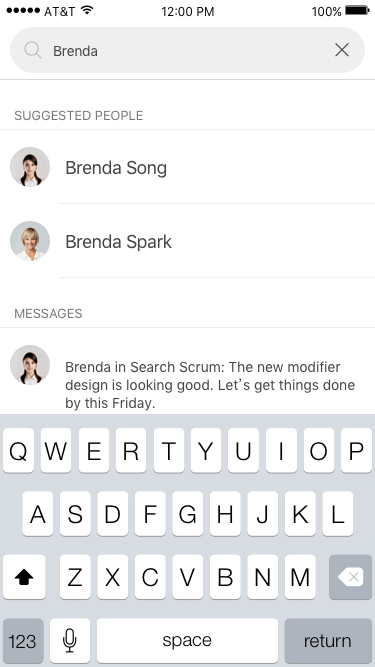 AT&T 12:00 PM 100%
Brenda
SUGGESTED PEOPLE
Brenda Song
Brenda Spark
MESSAGES
Brenda in Search Scrum: The new modifier
design is looking good. Let's get things done
by this Friday.
Q W E R T Y U I O P
A S D F G H J K L
Z X C V B N M
123 space return